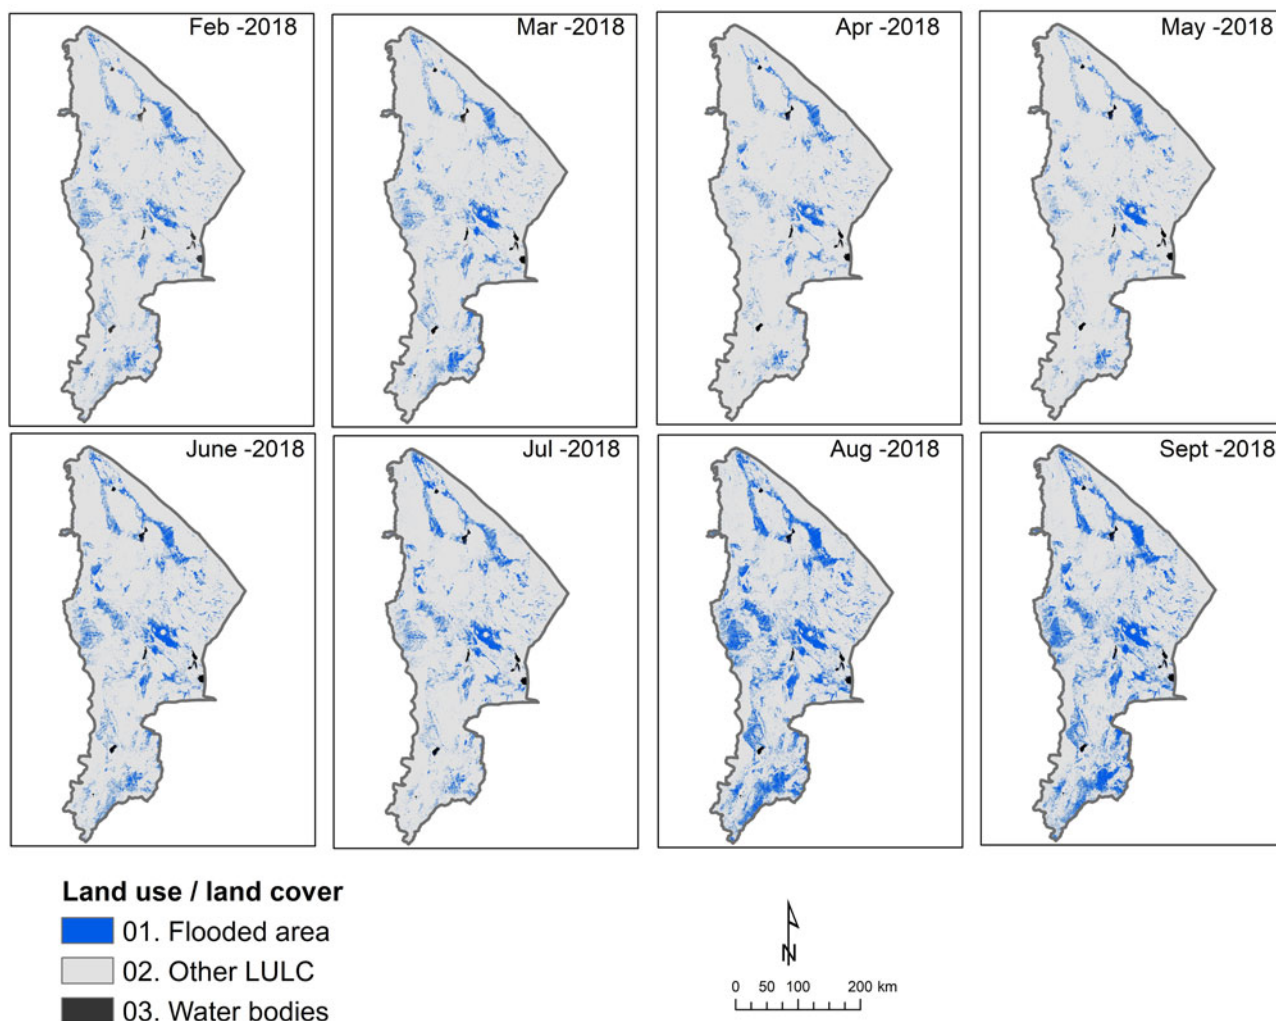 Feb -2018
Mar -2018
Apr -2018
May -2018
June -2018
Jul -2018
Aug -2018
Sept -2018
Land use / land cover
01. Flooded area
02. Other LULC
03. Water bodies
N
0 50 100 200 km